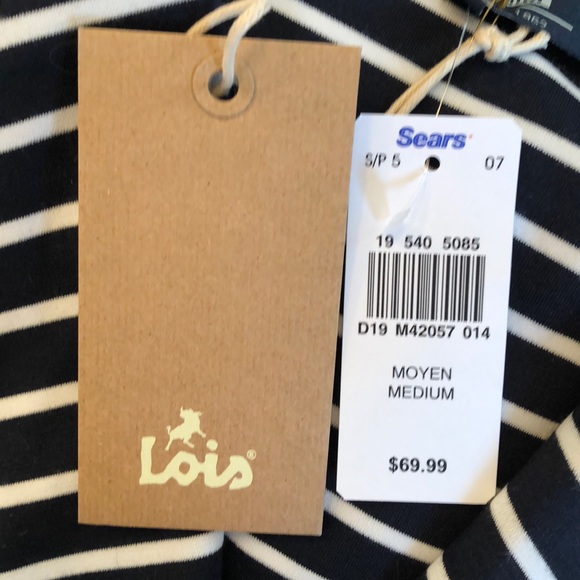 Lois®
Sears
S/P 5 07
19 540 5085
D19 M42057 014
MOYEN
MEDIUM
$69.99